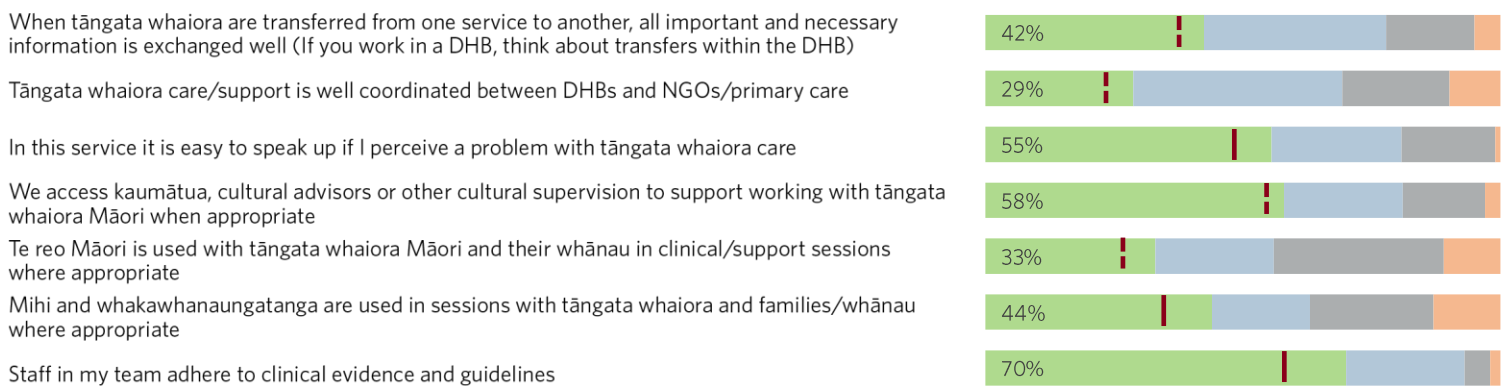 When tāngata whaiora are transferred from one service to another, all important and necessary
information is exchanged well (If you work in a DHB, think about transfers within the DHB)
42%
Tāngata whaiora care/support is well coordinated between DHBs and NGOs/primary care
29%
In this service it is easy to speak up if I perceive a problem with tāngata whaiora care
55%
We access kaumātua, cultural advisors or other cultural supervision to support working with tāngata
whaiora Māori when appropriate
58%
Te reo Māori is used with tāngata whaiora Māori and their whānau in clinical/support sessions
where appropriate
33%
Mihi and whakawhanaungatanga are used in sessions with tāngata whaiora and families/whānau
where appropriate
44%
Staff in my team adhere to clinical evidence and guidelines
70%